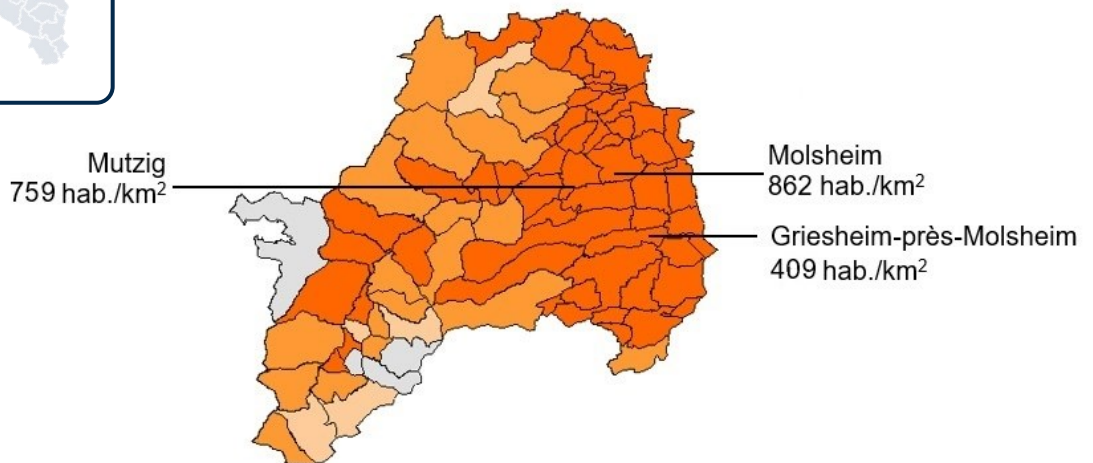 Mutzig
759 hab./km²
Molsheim
862 hab./km²
Griesheim-près-Molsheim
409 hab./km²